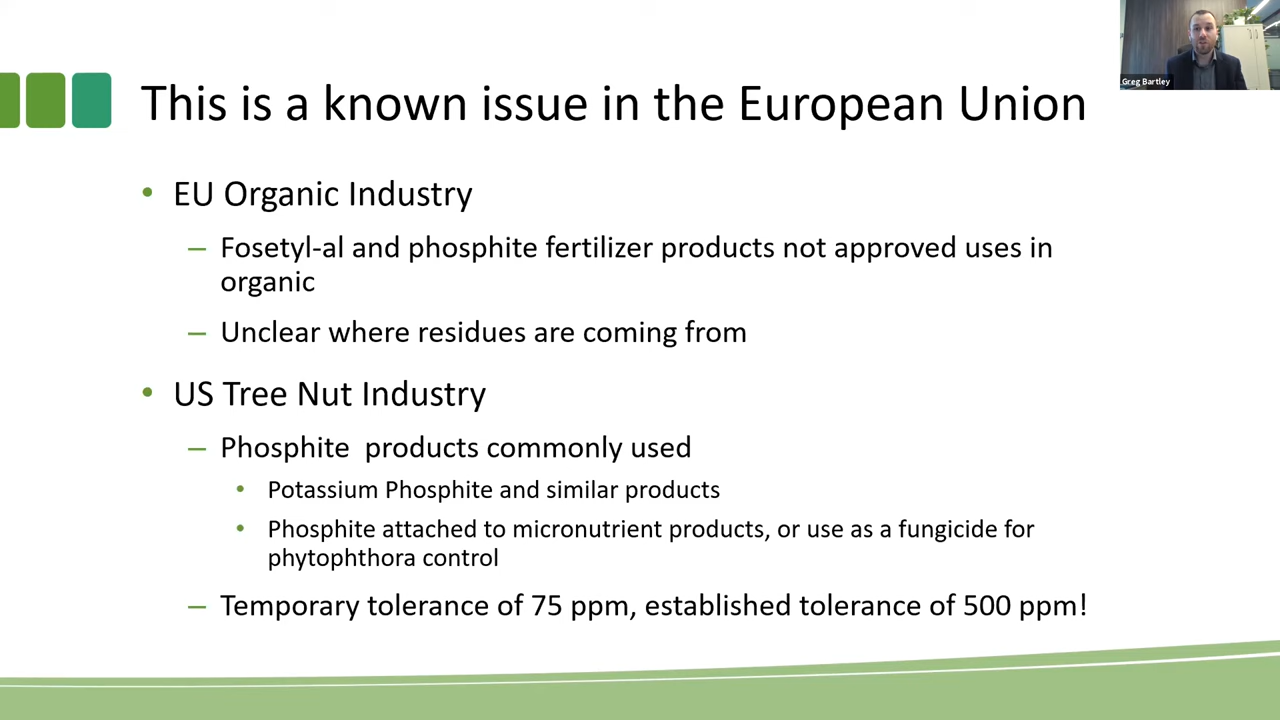 Greg Bartley
This is a known issue in the European Union
• EU Organic Industry
– Fosetyl-al and phosphite fertilizer products not approved uses in
organic
– Unclear where residues are coming from
• US Tree Nut Industry
– Phosphite  products commonly used
• Potassium Phosphite and similar products
• Phosphite attached to micronutrient products, or use as a fungicide for
phytophthora control
– Temporary tolerance of 75 ppm, established tolerance of 500 ppm!